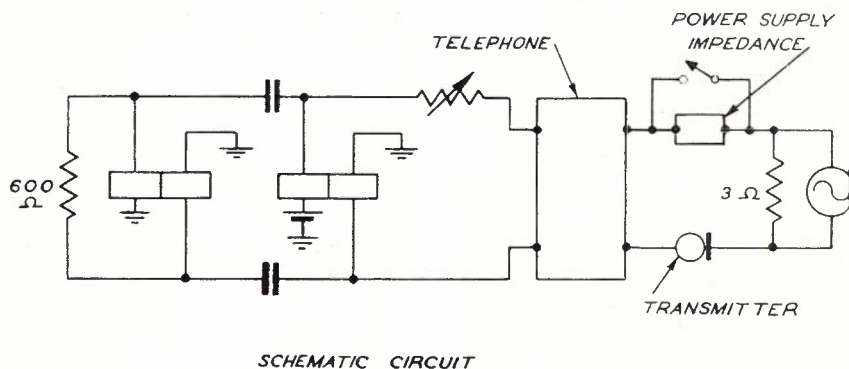 POWER SUPPLY
IMPEDANCE
TELEPHONE
600
Ω
3 Ω
TRANSMITTER
SCHEMATIC CIRCUIT